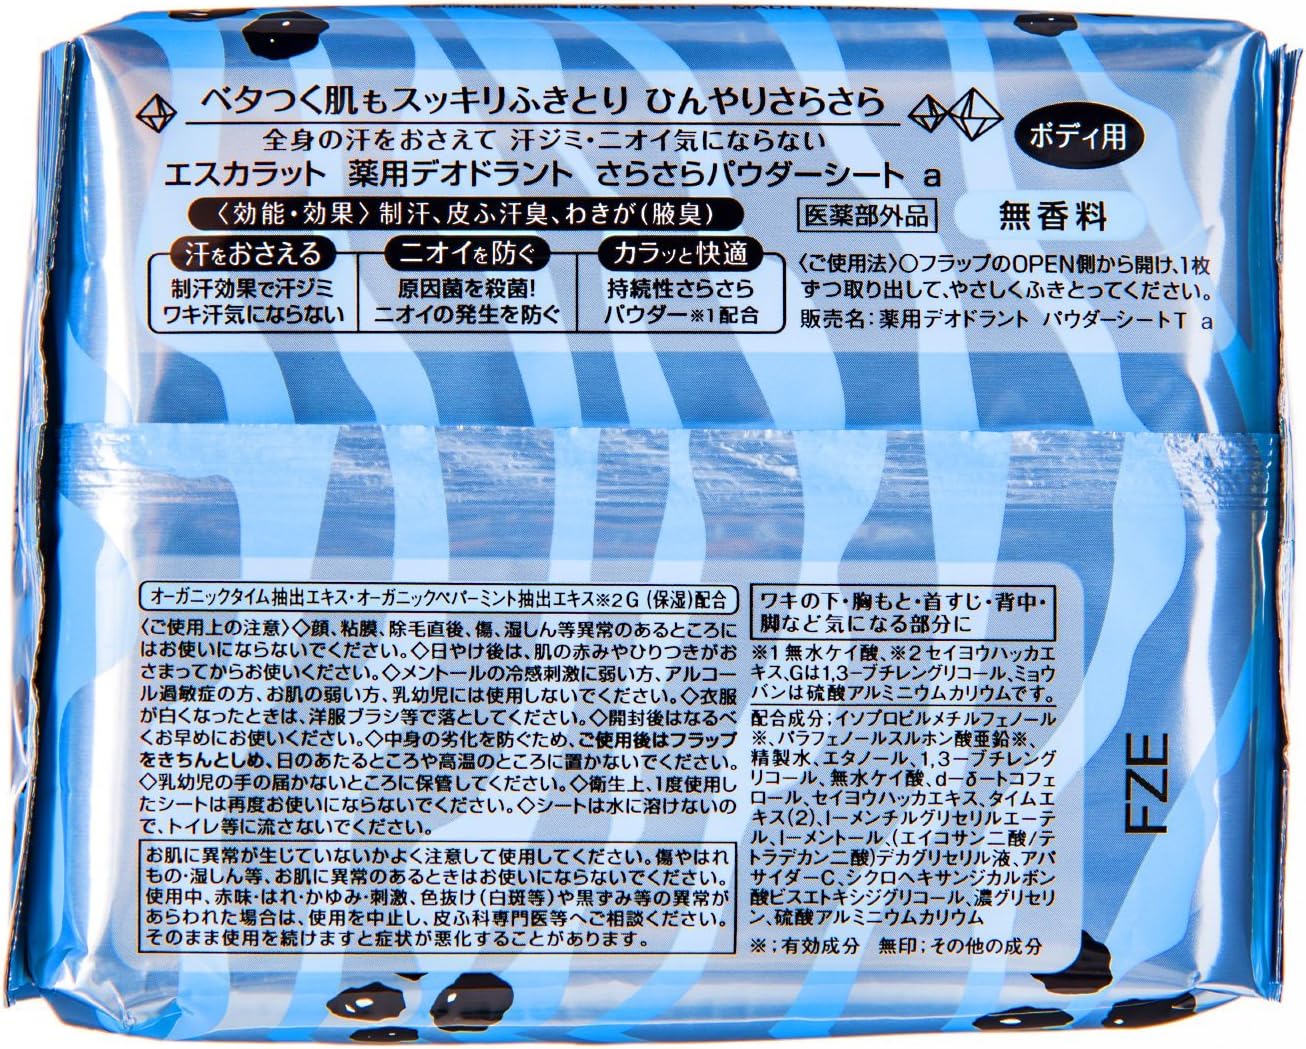 MADE IN JAPAN
ベタつく肌もスッキリふきとり ひんやりさらさら
全身の汗をおさえて 汗ジミ・ニオイ気にならない
ボディ用
エスカラット 薬用デオドラント さらさらパウダーシート a
〈効能・効果〉制汗、皮ふ汗臭、わきが(腋臭)
医薬部外品
無香料
汗をおさえる
制汗効果で汗ジミ
ワキ汗気にならない
ニオイを防ぐ
原因菌を殺菌!
ニオイの発生を防ぐ
カラッと快適
持続性さらさら
パウダー※1配合
〈ご使用法〉○フラップのOPEN側から開け、1枚
ずつ取り出して、やさしくふきとってください。
販売名:薬用デオドラント パウダーシートT a
オーガニックタイム抽出エキス・オーガニックペパーミント抽出エキス※2G(保湿)配合
〈ご使用上の注意〉◇顔、粘膜、除毛直後、傷、湿しん等異常のあるところに
はお使いにならないでください。◇日やけ後は、肌の赤みやひりつきがお
さまってからお使いください。◇メントールの冷感刺激に弱い方、アルコー
ル過敏症の方、お肌の弱い方、乳幼児には使用しないでください。◇衣服
が白くなったときは、洋服ブラシ等で落としてください。◇開封後はなるべ
くお早めにお使いください。◇中身の劣化を防ぐため、ご使用後はフラップ
をきちんとしめ、日のあたるところや高温のところに置かないでください。
◇乳幼児の手の届かないところに保管してください。◇衛生上、1度使用し
たシートは再度お使いにならないでください。◇シートは水に溶けないの
で、トイレ等に流さないでください。
お肌に異常が生じていないかよく注意して使用してください。傷やはれ
もの・湿しん等、お肌に異常のあるときはお使いにならないでください。
使用中、赤味・はれ・かゆみ・刺激、色抜け(白斑等)や黒ずみ等の異常が
あらわれた場合は、使用を中止し、皮ふ科専門医等へご相談ください。
そのまま使用を続けますと症状が悪化することがあります。
ワキの下・胸もと・首すじ・背中・
脚など気になる部分に
※1無水ケイ酸、※2セイヨウハッカエ
キス、Gは1,3-ブチレングリコール、ミョウ
バンは硫酸アルミニウムカリウムです。
配合成分;イソプロピルメチルフェノール
※、パラフェノールスルホン酸亜鉛※、
精製水、エタノール、1,3-ブチレング
リコール、無水ケイ酸、d-δ-トコフェ
ロール、セイヨウハッカエキス、タイムエ
キス(2)、l-メンチルグリセリルエーテ
ル、l-メントール、(エイコサン二酸/テ
トラデカン二酸)デカグリセリル液、アパ
サイダーC、シクロヘキサンジカルボン
酸ビスエトキシジグリコール、濃グリセリ
ン、硫酸アルミニウムカリウム
※;有効成分 無印;その他の成分
FZE